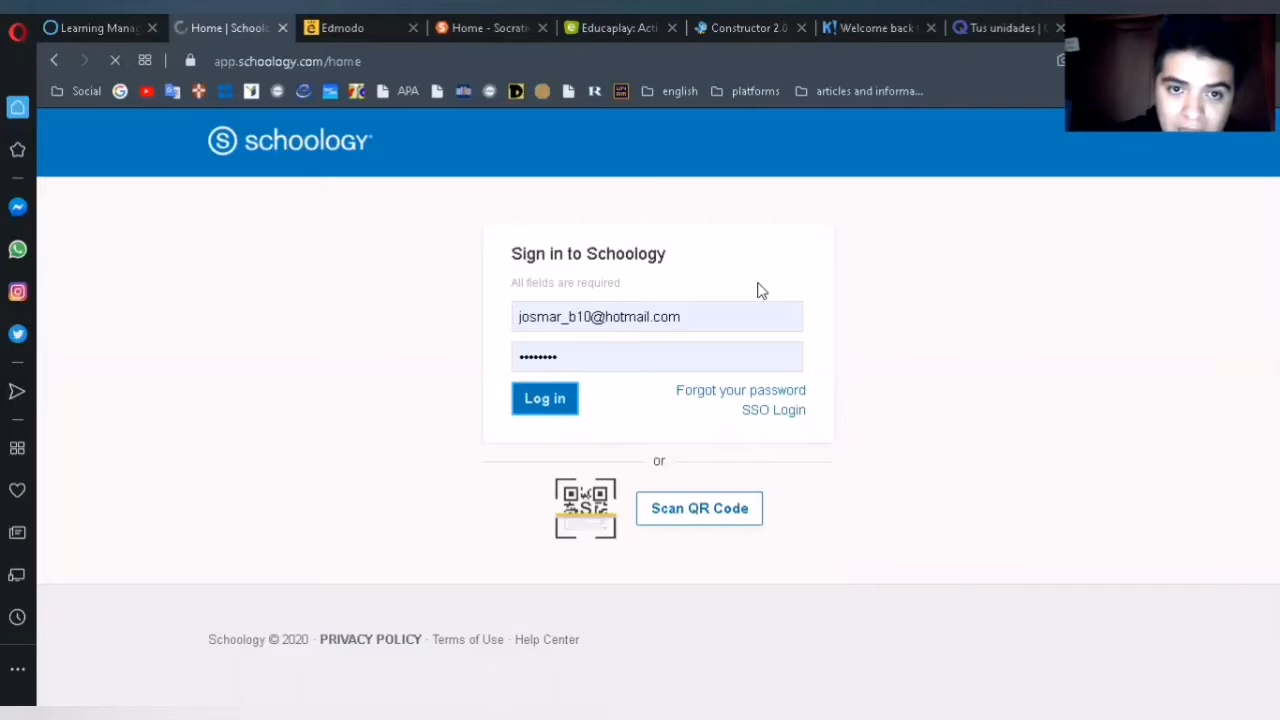 Learning Mana
Home | Schoolo
Edmodo
Home - Socrati
Educaplay: Acti
Constructor 2.0
Welcome back
Tus unidades |
app.schoology.com/home
Social
APA
english
platforms
articles and informa...
schoology
Sign in to Schoology
All fields are required
josmar_b10@hotmail.com
••••••••
Log in
Forgot your password
SSO Login
or
Scan QR Code
Schoology © 2020 · PRIVACY POLICY · Terms of Use · Help Center